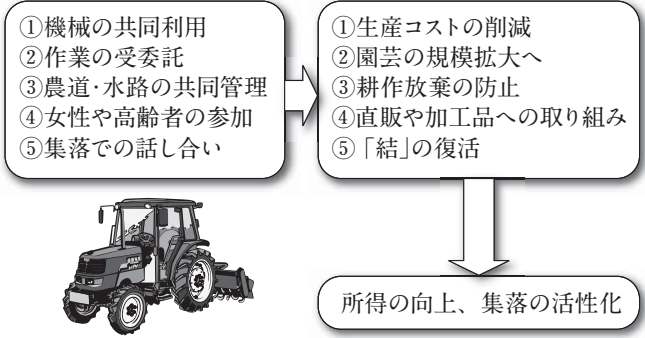 ①機械の共同利用
②作業の受委託
③農道･水路の共同管理
④女性や高齢者の参加
⑤集落での話し合い
①生産コストの削減
②園芸の規模拡大へ
③耕作放棄の防止
④直販や加工品への取り組み
⑤「結」の復活
所得の向上、集落の活性化